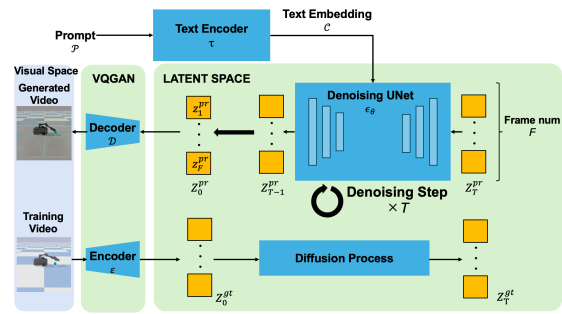 Text Embedding
𝒞
Prompt
𝒫
Text Encoder
τ
Visual Space
VQGAN
LATENT SPACE
Generated
Video
Decoder
𝒟
z_1^{pr}
z_F^{pr}
Z_0^{pr}
Z_{T-1}^{pr}
Denoising UNet
ϵ_θ
Z_T^{pr}
Frame num
F
Denoising Step
× T
Training
Video
Encoder
ε
Z_0^{gt}
Diffusion Process
Z_T^{gt}